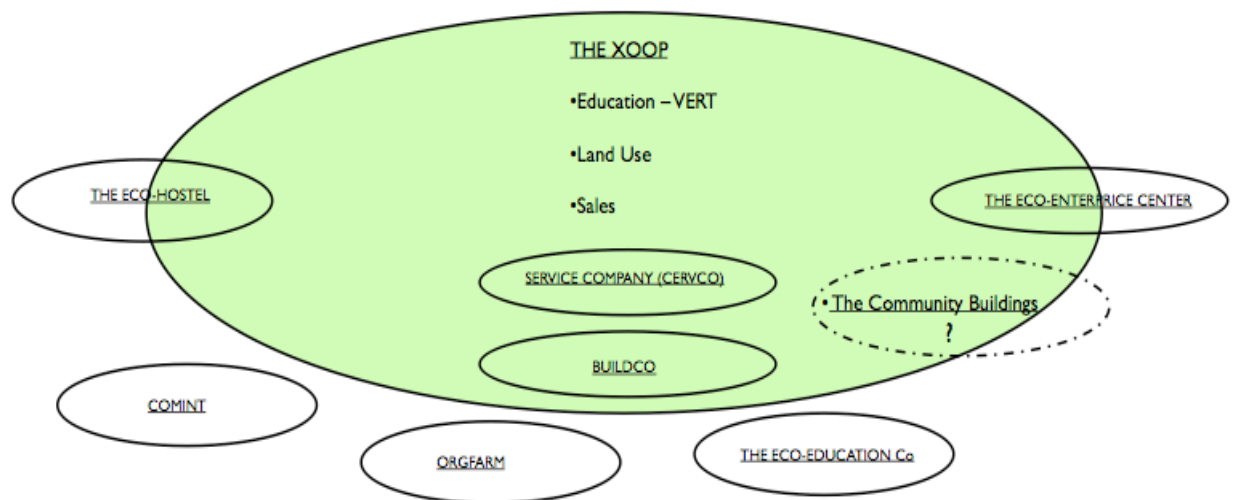 THE XOOP
•Education – VERT
•Land Use
•Sales
THE ECO-HOSTEL
THE ECO-ENTERPRICE CENTER
SERVICE COMPANY (CERVCO)
•The Community Buildings
?
BUILDCO
COMINT
ORGFARM
THE ECO-EDUCATION Co